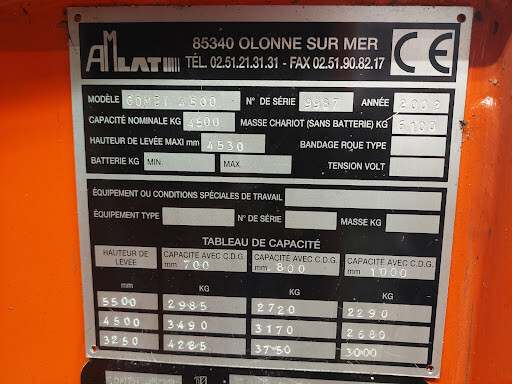 AMLAT
85340 OLONNE SUR MER
TÉL. 02.51.21.31.31 - FAX 02.51.90.82.17
CE
MODÈLE COMBI 4500 N° DE SÉRIE 9987 ANNÉE 2002
CAPACITÉ NOMINALE KG 4500 MASSE CHARIOT (SANS BATTERIE) KG 6100
HAUTEUR DE LEVÉE MAXI mm 4530 BANDAGE ROUE TYPE
BATTERIE KG MIN. MAX. TENSION VOLT
ÉQUIPEMENT OU CONDITIONS SPÉCIALES DE TRAVAIL
ÉQUIPEMENT TYPE N° DE SÉRIE MASSE KG
TABLEAU DE CAPACITÉ
HAUTEUR DE LEVÉE CAPACITÉ AVEC C.D.G. mm 700 CAPACITÉ AVEC C.D.G. mm 800 CAPACITÉ AVEC C.D.G. mm 1000
mm KG KG KG
5500 2985 2720 2290
4500 3490 3170 2680
3250 4285 3750 3000